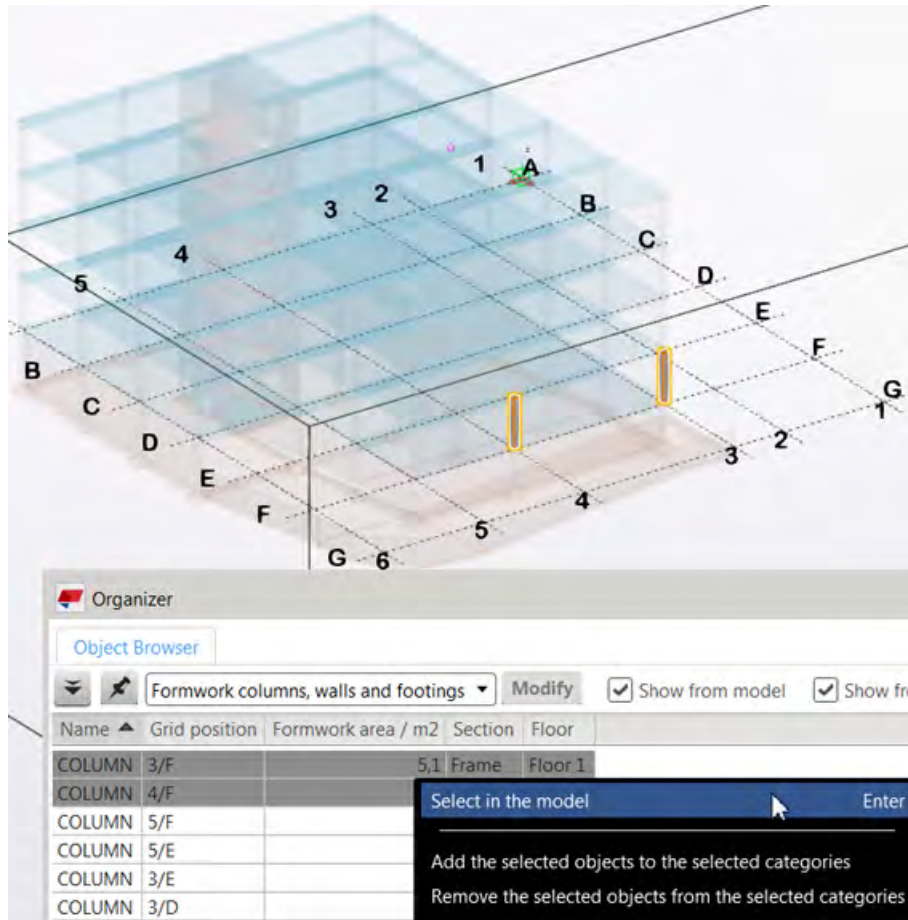 1 A
2
3 B
4 C
5 D
E
F
B G
C 1
D 2
E 3
F 4
5
G 6
Organizer
Object Browser
Formwork columns, walls and footings Modify Show from model Show fr
Name Grid position Formwork area / m2 Section Floor
COLUMN 3/F 5,1 Frame Floor 1
COLUMN 4/F
Select in the model Enter
COLUMN 5/F
COLUMN 5/E
Add the selected objects to the selected categories
COLUMN 3/E
Remove the selected objects from the selected categories
COLUMN 3/D